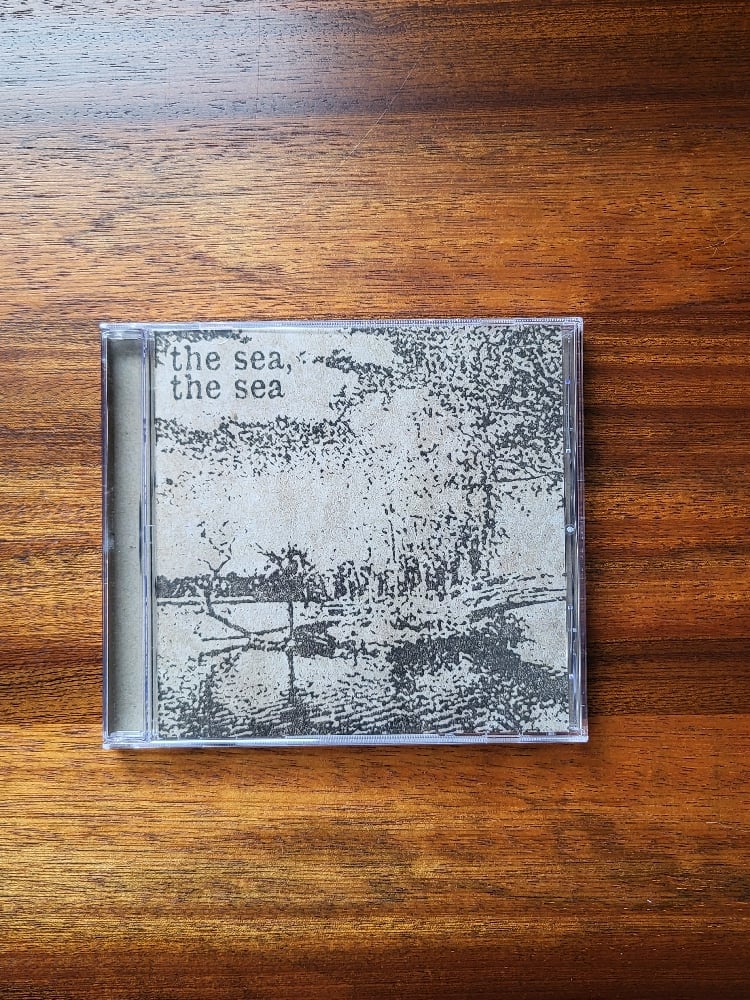 the sea,
the sea